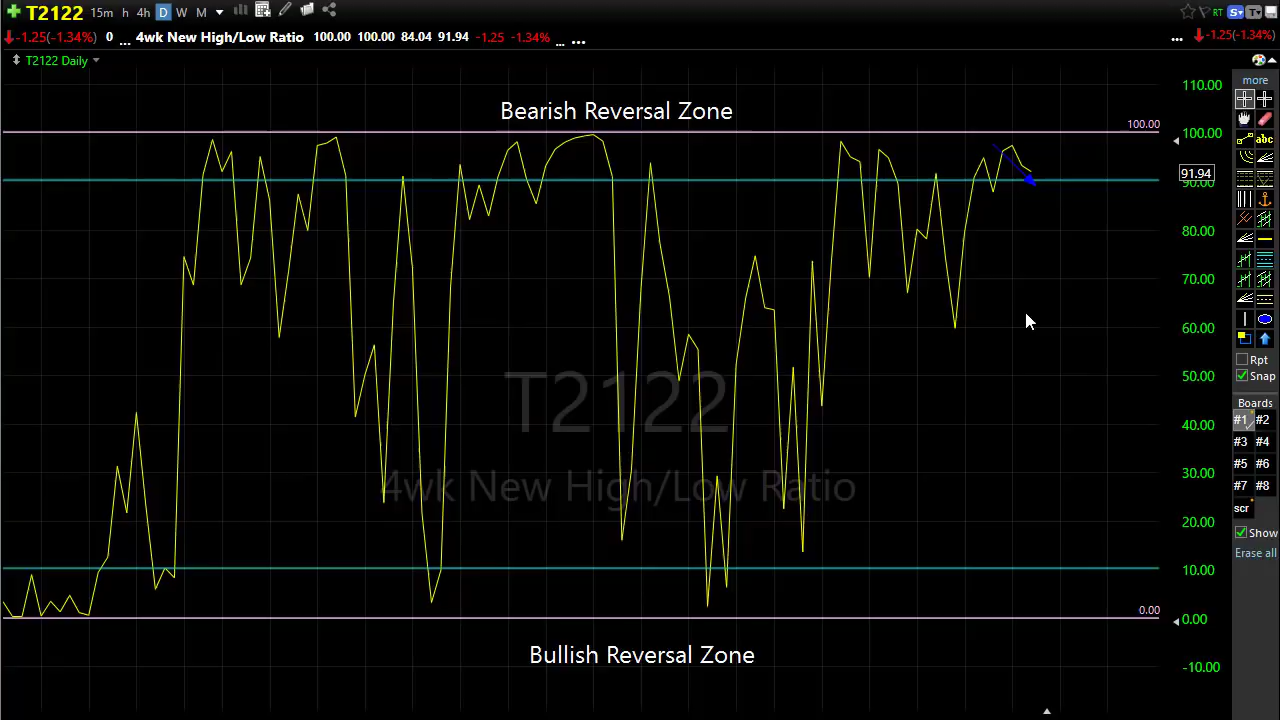 T2122 15m h 4h D W M
RT S T
-1.25(-1.34%) 0 ... 4wk New High/Low Ratio 100.00 100.00 84.04 91.94 -1.25 -1.34% ... ...
... -1.25(-1.34%)
T2122 Daily
more
110.00
Bearish Reversal Zone
100.00
100.00
abc
91.94
90.00
80.00
70.00
60.00
50.00
40.00
30.00
20.00
10.00
0.00
0.00
-10.00
T2122
4wk New High/Low Ratio
Bullish Reversal Zone
Rpt
Snap
Boards
#1 #2
#3 #4
#5 #6
#7 #8
scr
Show
Erase all